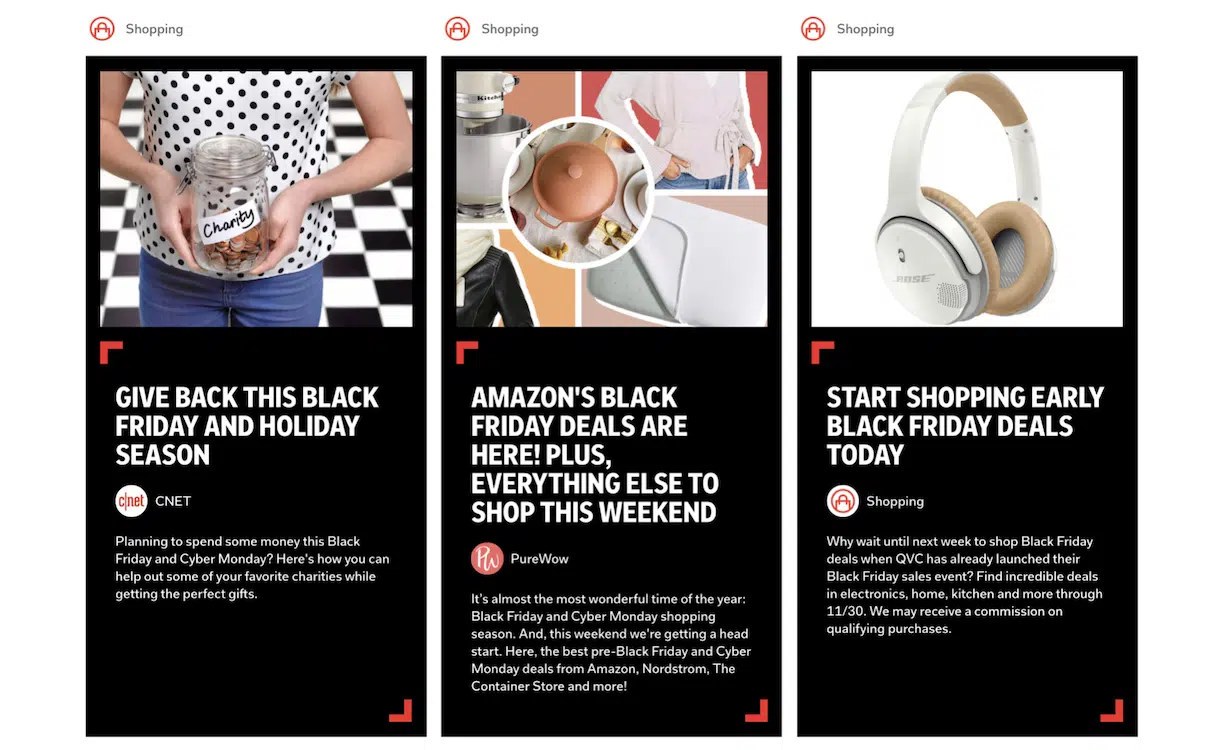 Shopping
Charity
GIVE BACK THIS BLACK
FRIDAY AND HOLIDAY
SEASON
c|net CNET
Planning to spend some money this Black
Friday and Cyber Monday? Here's how you can
help out some of your favorite charities while
getting the perfect gifts.
Shopping
Kitchen
AMAZON'S BLACK
FRIDAY DEALS ARE
HERE! PLUS,
EVERYTHING ELSE TO
SHOP THIS WEEKEND
PW PureWow
It's almost the most wonderful time of the year:
Black Friday and Cyber Monday shopping
season. And, this weekend we're getting a head
start. Here, the best pre-Black Friday and Cyber
Monday deals from Amazon, Nordstrom, The
Container Store and more!
Shopping
BOSE
START SHOPPING EARLY
BLACK FRIDAY DEALS
TODAY
Shopping
Why wait until next week to shop Black Friday
deals when QVC has already launched their
Black Friday sales event? Find incredible deals
in electronics, home, kitchen and more through
11/30. We may receive a commission on
qualifying purchases.